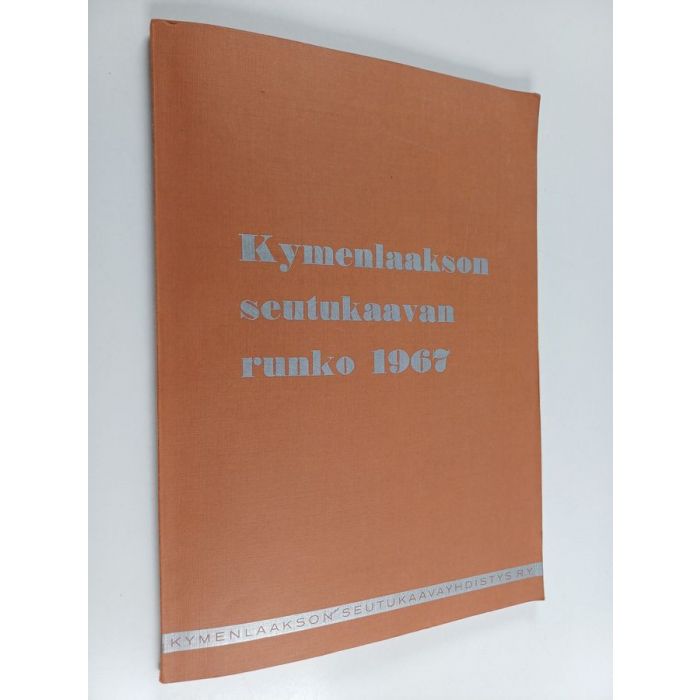 Kymenlaakson
seutukaavan
runko 1967
KYMENLAAKSON SEUTUKAAVAYHDISTYS R.Y.